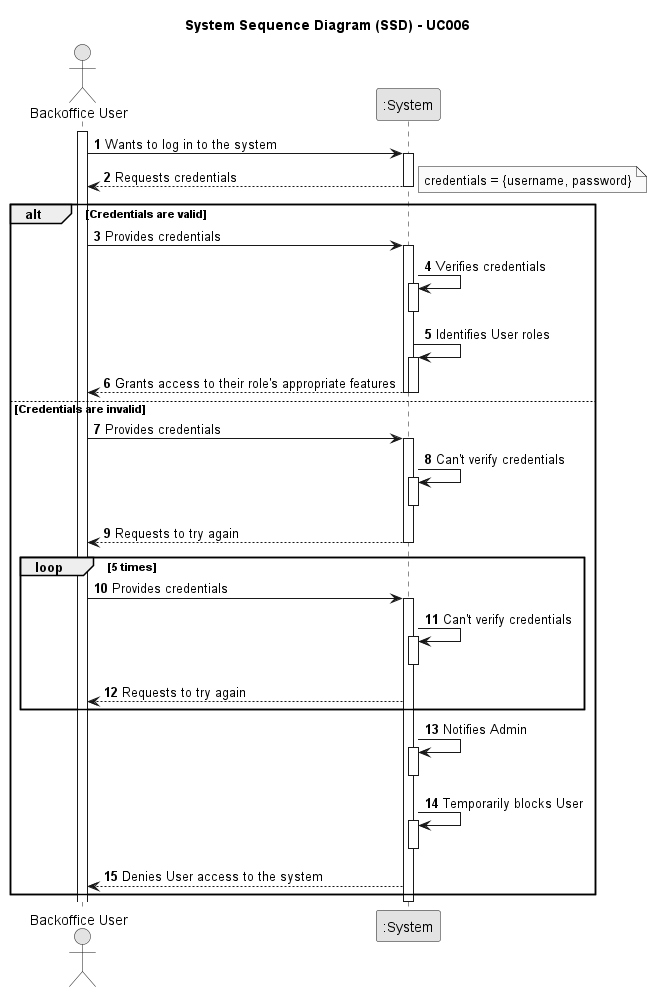 System Sequence Diagram (SSD) - UC006
Backoffice User
:System
1 Wants to log in to the system
2 Requests credentials
credentials = {username, password}
alt
[Credentials are valid]
3 Provides credentials
4 Verifies credentials
5 Identifies User roles
6 Grants access to their role's appropriate features
[Credentials are invalid]
7 Provides credentials
8 Can't verify credentials
9 Requests to try again
loop
[5 times]
10 Provides credentials
11 Can't verify credentials
12 Requests to try again
13 Notifies Admin
14 Temporarily blocks User
15 Denies User access to the system
Backoffice User
:System